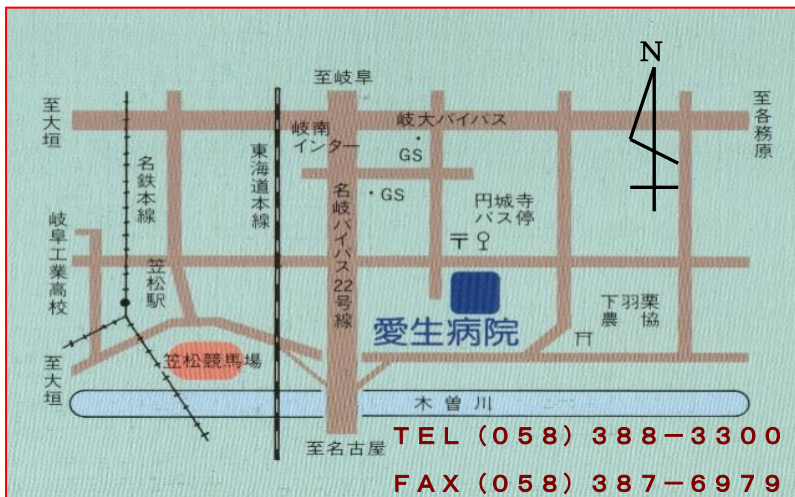 N
至岐阜
至大垣
岐大バイパス
至各務原
岐南
インター
GS
名鉄本線
東海道本線
名岐バイパス22号線
GS
円城寺
バス停
〒
岐阜工業高校
笠松駅
下羽栗
農協
愛生病院
至大垣
笠松競馬場
木曽川
至名古屋
TEL (058) 388−3300
FAX (058) 387−6979